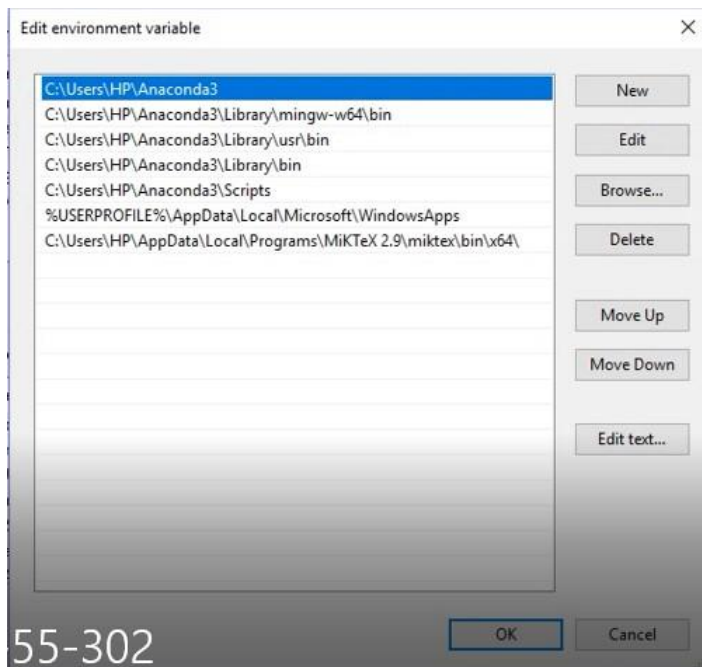 Edit environment variable
C:\Users\HP\Anaconda3
C:\Users\HP\Anaconda3\Library\mingw-w64\bin
C:\Users\HP\Anaconda3\Library\usr\bin
C:\Users\HP\Anaconda3\Library\bin
C:\Users\HP\Anaconda3\Scripts
%USERPROFILE%\AppData\Local\Microsoft\WindowsApps
C:\Users\HP\AppData\Local\Programs\MiKTeX 2.9\miktex\bin\x64\
New
Edit
Browse...
Delete
Move Up
Move Down
Edit text...
OK
Cancel
55-302